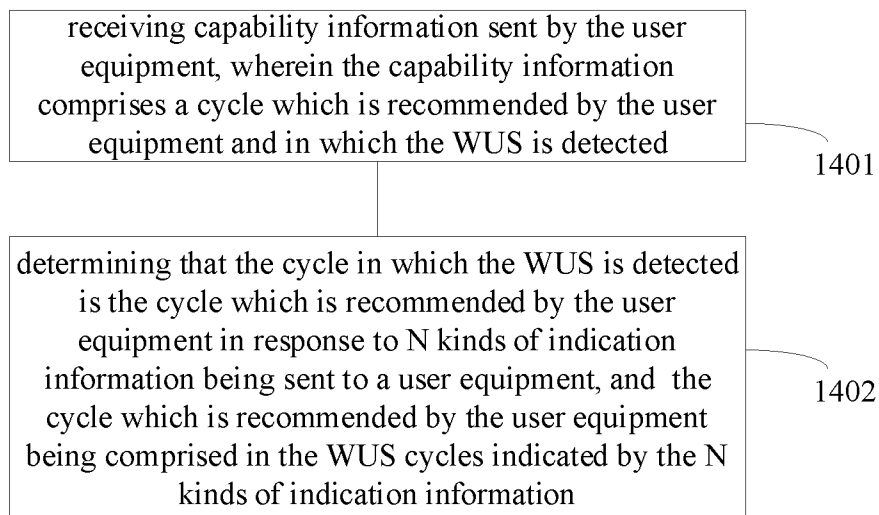 receiving capability information sent by the user
equipment, wherein the capability information
comprises a cycle which is recommended by the user
equipment and in which the WUS is detected
1401
determining that the cycle in which the WUS is detected
is the cycle which is recommended by the user
equipment in response to N kinds of indication
information being sent to a user equipment, and the
cycle which is recommended by the user equipment
being comprised in the WUS cycles indicated by the N
kinds of indication information
1402